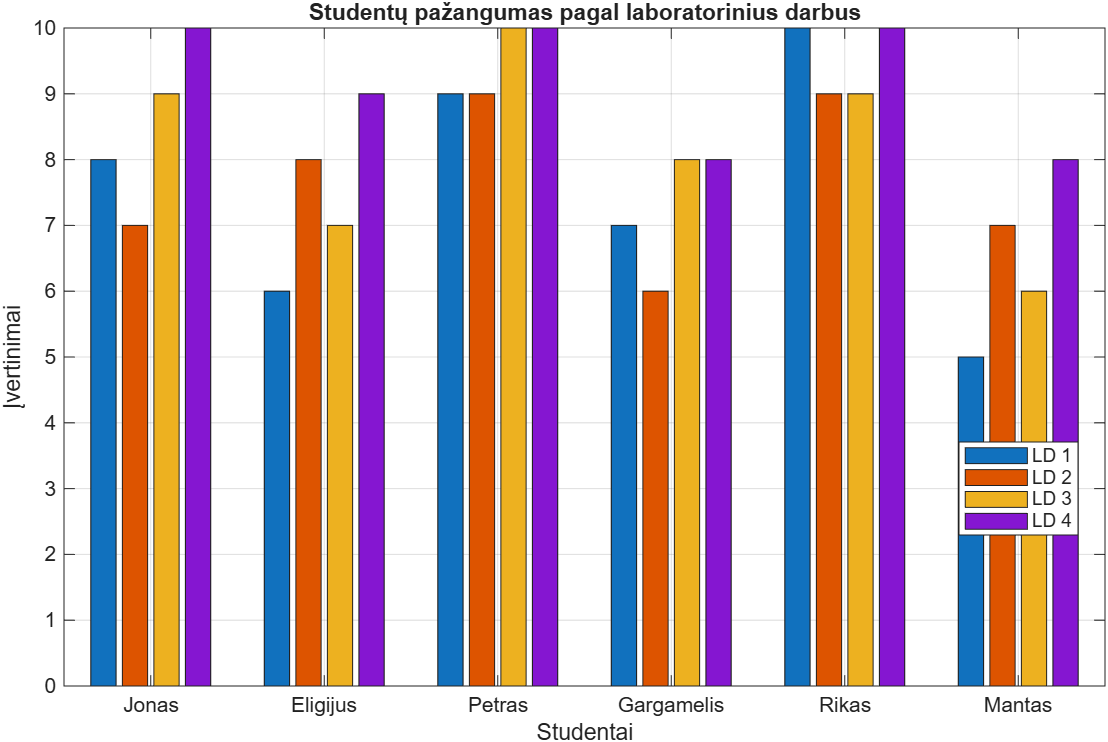 Studentų pažangumas pagal laboratorinius darbus
10
9
8
7
6
5
4
3
2
1
0
Įvertinimai
LD 1
LD 2
LD 3
LD 4
Jonas Eligijus Petras Gargamelis Rikas Mantas
Studentai